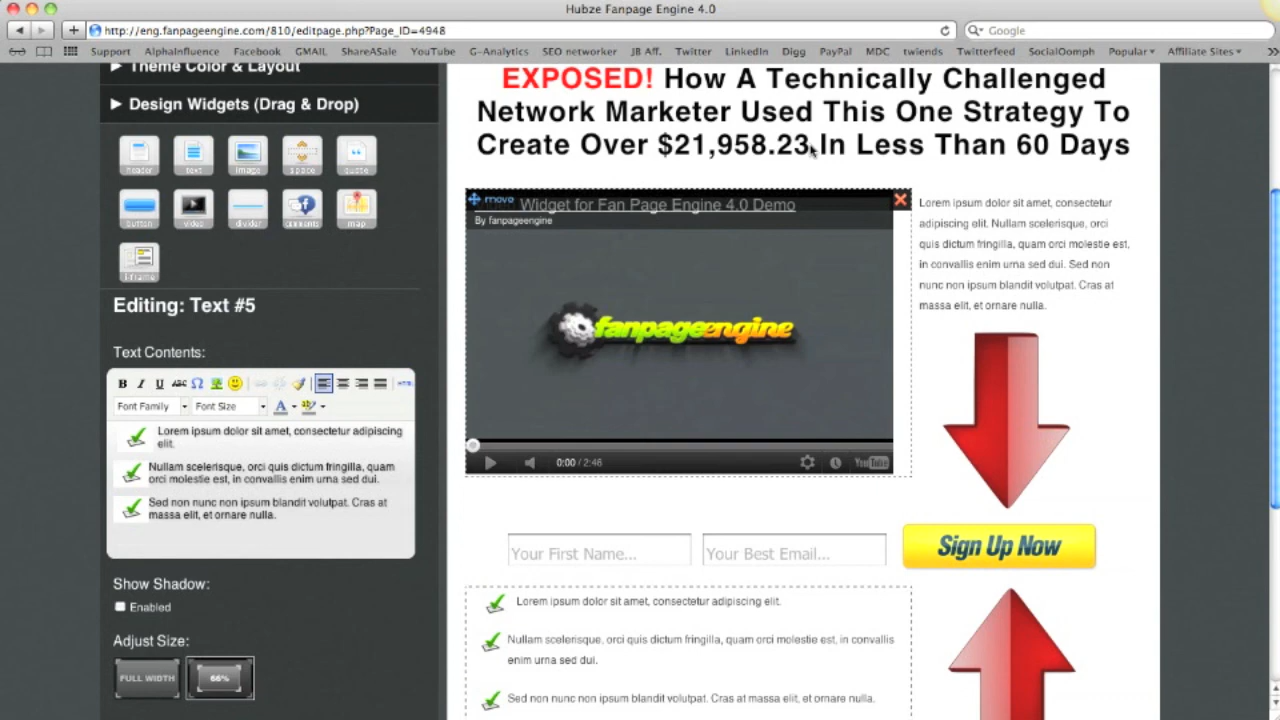 Hubze Fanpage Engine 4.0
http://eng.fanpageengine.com/810/editpage.php?Page_ID=4948
Google
Support AlphaInfluence Facebook GMAIL ShareASale YouTube G-Analytics SEO networker JB Aff. Twitter LinkedIn Digg PayPal MDC twiends Twitterfeed SocialOomph Popular Affiliate Sites
Theme Color & Layout
Design Widgets (Drag & Drop)
header text image space quote
button video divider comments map
iframe
Editing: Text #5
Text Contents:
B I U ABC HTML
Font Family Font Size A ab
Lorem ipsum dolor sit amet, consectetur adipiscing
elit.
Nullam scelerisque, orci quis dictum fringilla, quam
orci molestie est, in convallis enim urna sed dui.
Sed non nunc non ipsum blandit volutpat. Cras at
massa elit, et ornare nulla.
Show Shadow:
Enabled
Adjust Size:
FULL WIDTH 66%
EXPOSED! How A Technically Challenged
Network Marketer Used This One Strategy To
Create Over $21,958.23 In Less Than 60 Days
move Widget for Fan Page Engine 4.0 Demo
By fanpageengine
fanpageengine
0:00 / 2:46 YouTube
Lorem ipsum dolor sit amet, consectetur
adipiscing elit. Nullam scelerisque, orci
quis dictum fringilla, quam orci molestie est,
in convallis enim urna sed dui. Sed non
nunc non ipsum blandit volutpat. Cras at
massa elit, et ornare nulla.
Your First Name... Your Best Email... Sign Up Now
Lorem ipsum dolor sit amet, consectetur adipiscing elit.
Nullam scelerisque, orci quis dictum fringilla, quam orci molestie est, in convallis
enim urna sed dui.
Sed non nunc non ipsum blandit volutpat. Cras at massa elit, et ornare nulla.